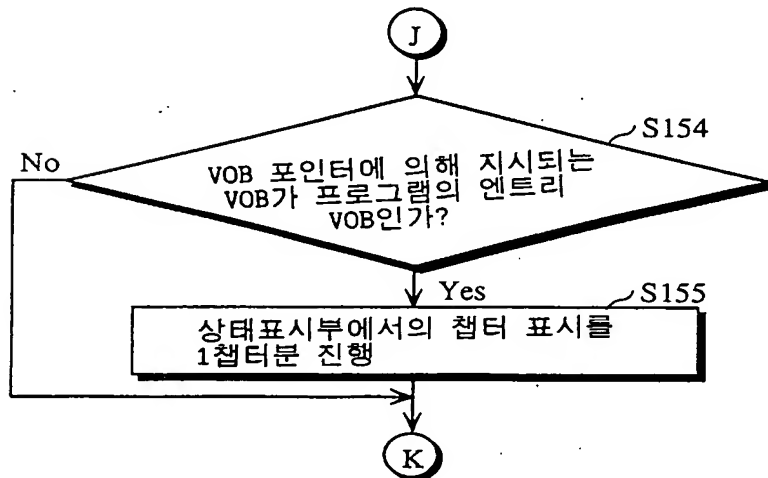 J
S154
No
VOB 포인터에 의해 지시되는
VOB가 프로그램의 엔트리
VOB인가?
Yes
S155
상태표시부에서의 챕터 표시를
1챕터분 진행
K